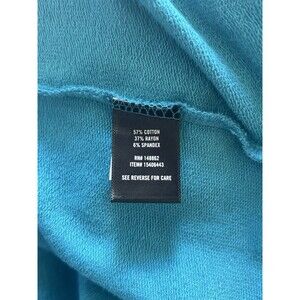 57% COTTON
37% RAYON
6% SPANDEX
RN# 148862
ITEM# 15406443
SEE REVERSE FOR CARE